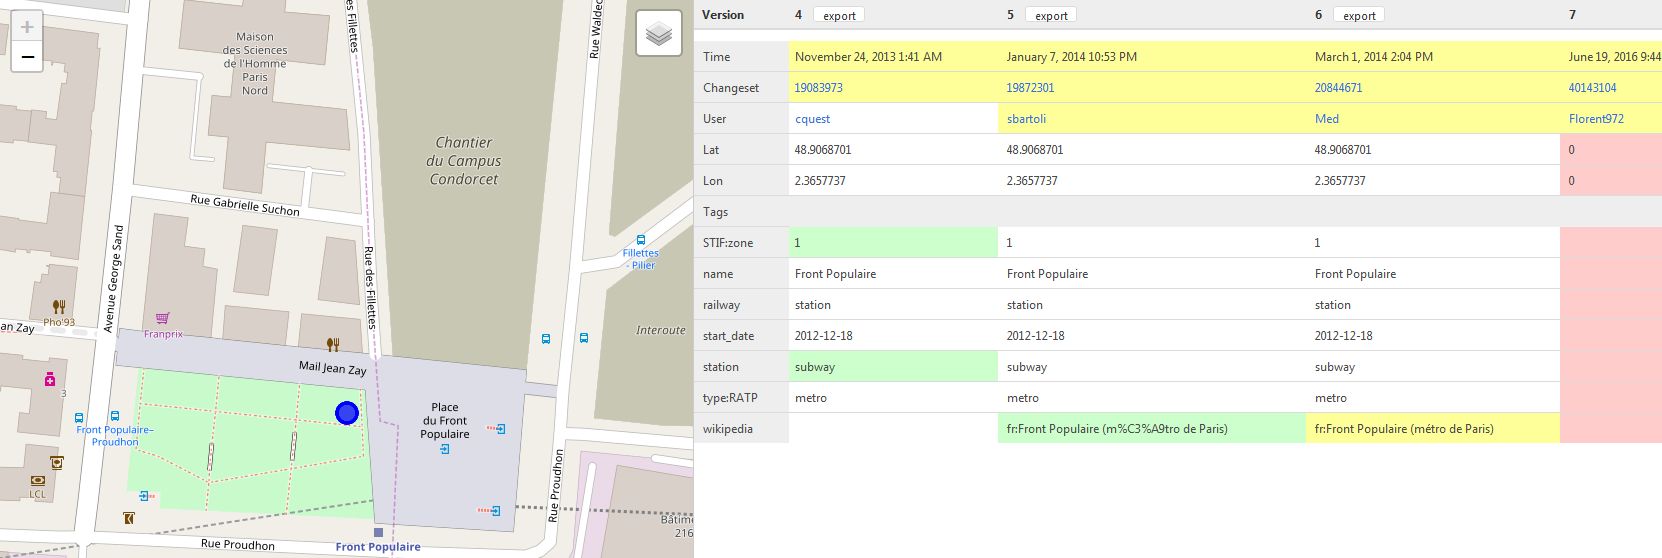 +
−
Maison
des Sciences
de l'Homme
Paris
Nord
Rue des Fillettes
Rue Waldec
Chantier
du Campus
Condorcet
Rue Gabrielle Suchon
Avenue George Sand
Rue des Fillettes
Fillettes
- Pilier
Pho'93
an Zay
Franprix
Interoute
Mail Jean Zay
3
Place
du Front
Populaire
Front Populaire–
Proudhon
LCL
Rue Proudhon
Bâtime
216
Rue Proudhon
Front Populaire
Version 4 export 5 export 6 export 7
Time November 24, 2013 1:41 AM January 7, 2014 10:53 PM March 1, 2014 2:04 PM June 19, 2016 9:44
Changeset 19083973 19872301 20844671 40143104
User cquest sbartoli Med Florent972
Lat 48.9068701 48.9068701 48.9068701 0
Lon 2.3657737 2.3657737 2.3657737 0
Tags
STIF:zone 1 1 1
name Front Populaire Front Populaire Front Populaire
railway station station station
start_date 2012-12-18 2012-12-18 2012-12-18
station subway subway subway
type:RATP metro metro metro
wikipedia fr:Front Populaire (m%C3%A9tro de Paris) fr:Front Populaire (métro de Paris)